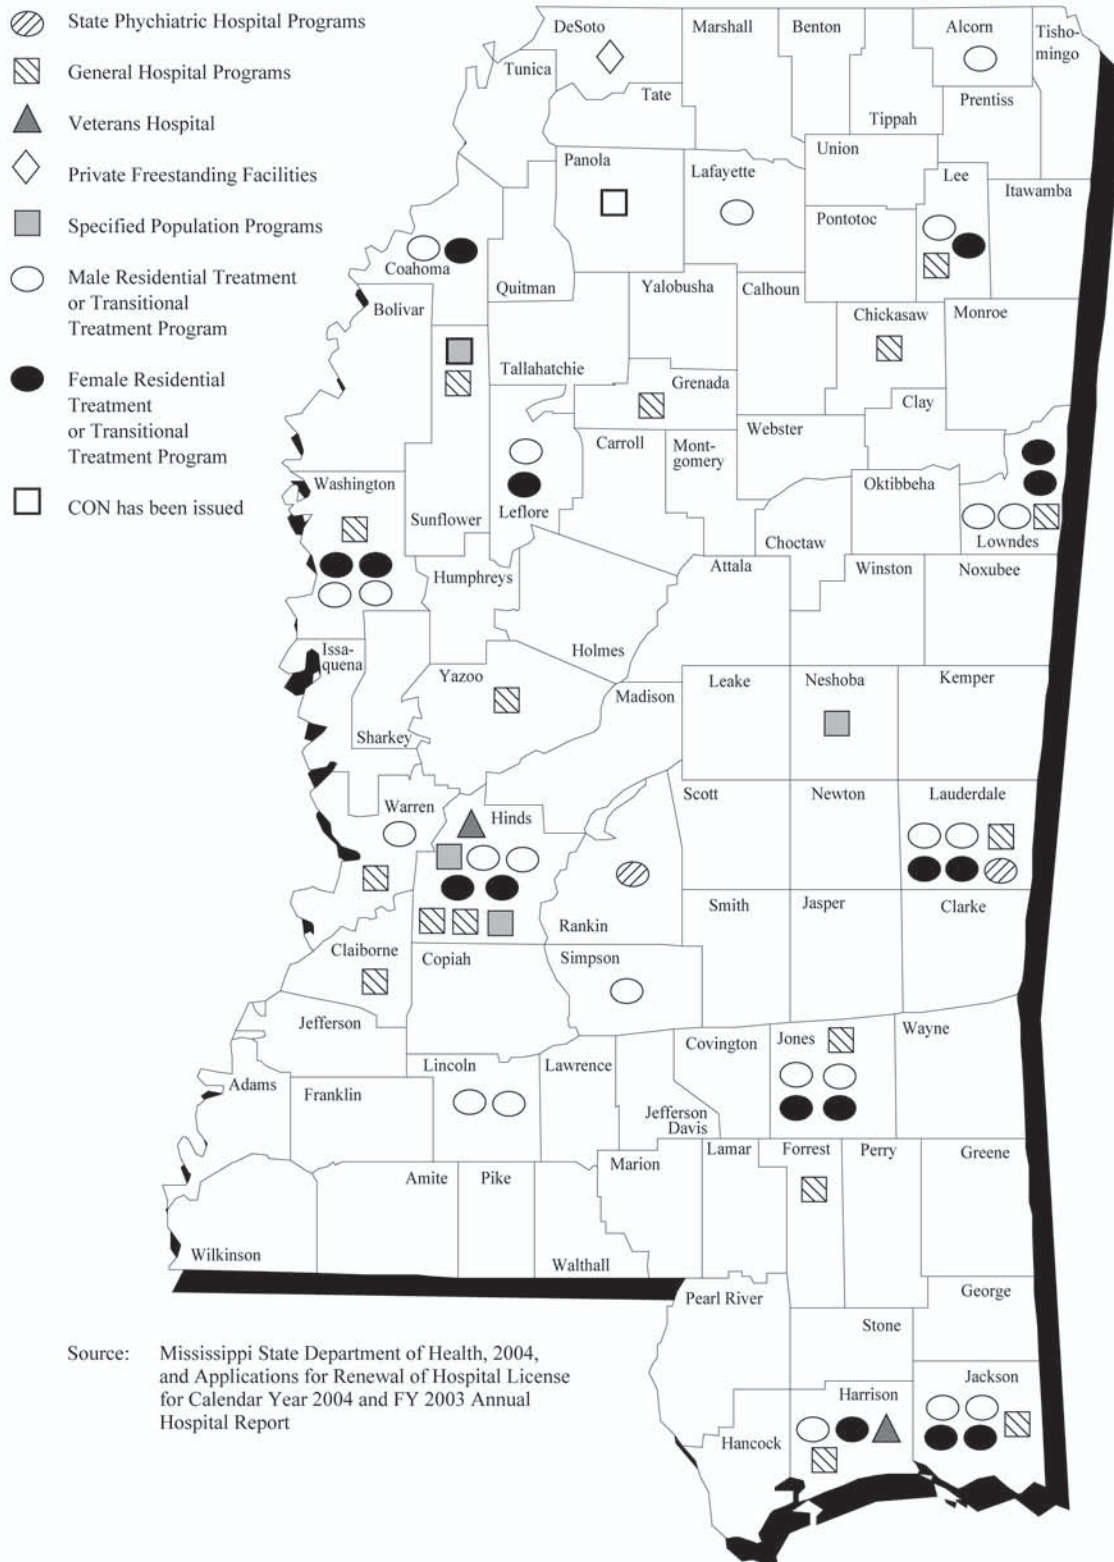 State Phychiatric Hospital Programs
General Hospital Programs
Veterans Hospital
Private Freestanding Facilities
Specified Population Programs
Male Residential Treatment
or Transitional
Treatment Program
Female Residential
Treatment
or Transitional
Treatment Program
CON has been issued
DeSoto
Marshall
Benton
Alcorn
Tisho-
mingo
Tunica
Tate
Tippah
Prentiss
Panola
Lafayette
Union
Lee
Itawamba
Pontotoc
Coahoma
Quitman
Yalobusha
Calhoun
Bolivar
Chickasaw
Monroe
Tallahatchie
Grenada
Clay
Carroll
Mont-
gomery
Webster
Washington
Sunflower
Leflore
Oktibbeha
Lowndes
Choctaw
Humphreys
Attala
Winston
Noxubee
Issa-
quena
Holmes
Yazoo
Madison
Leake
Neshoba
Kemper
Sharkey
Scott
Newton
Lauderdale
Warren
Hinds
Rankin
Smith
Jasper
Clarke
Claiborne
Copiah
Simpson
Jefferson
Covington
Jones
Wayne
Lincoln
Lawrence
Adams
Franklin
Jefferson
Davis
Marion
Lamar
Forrest
Perry
Greene
Amite
Pike
Wilkinson
Walthall
Pearl River
George
Stone
Jackson
Harrison
Hancock
Source: Mississippi State Department of Health, 2004,
and Applications for Renewal of Hospital License
for Calendar Year 2004 and FY 2003 Annual
Hospital Report